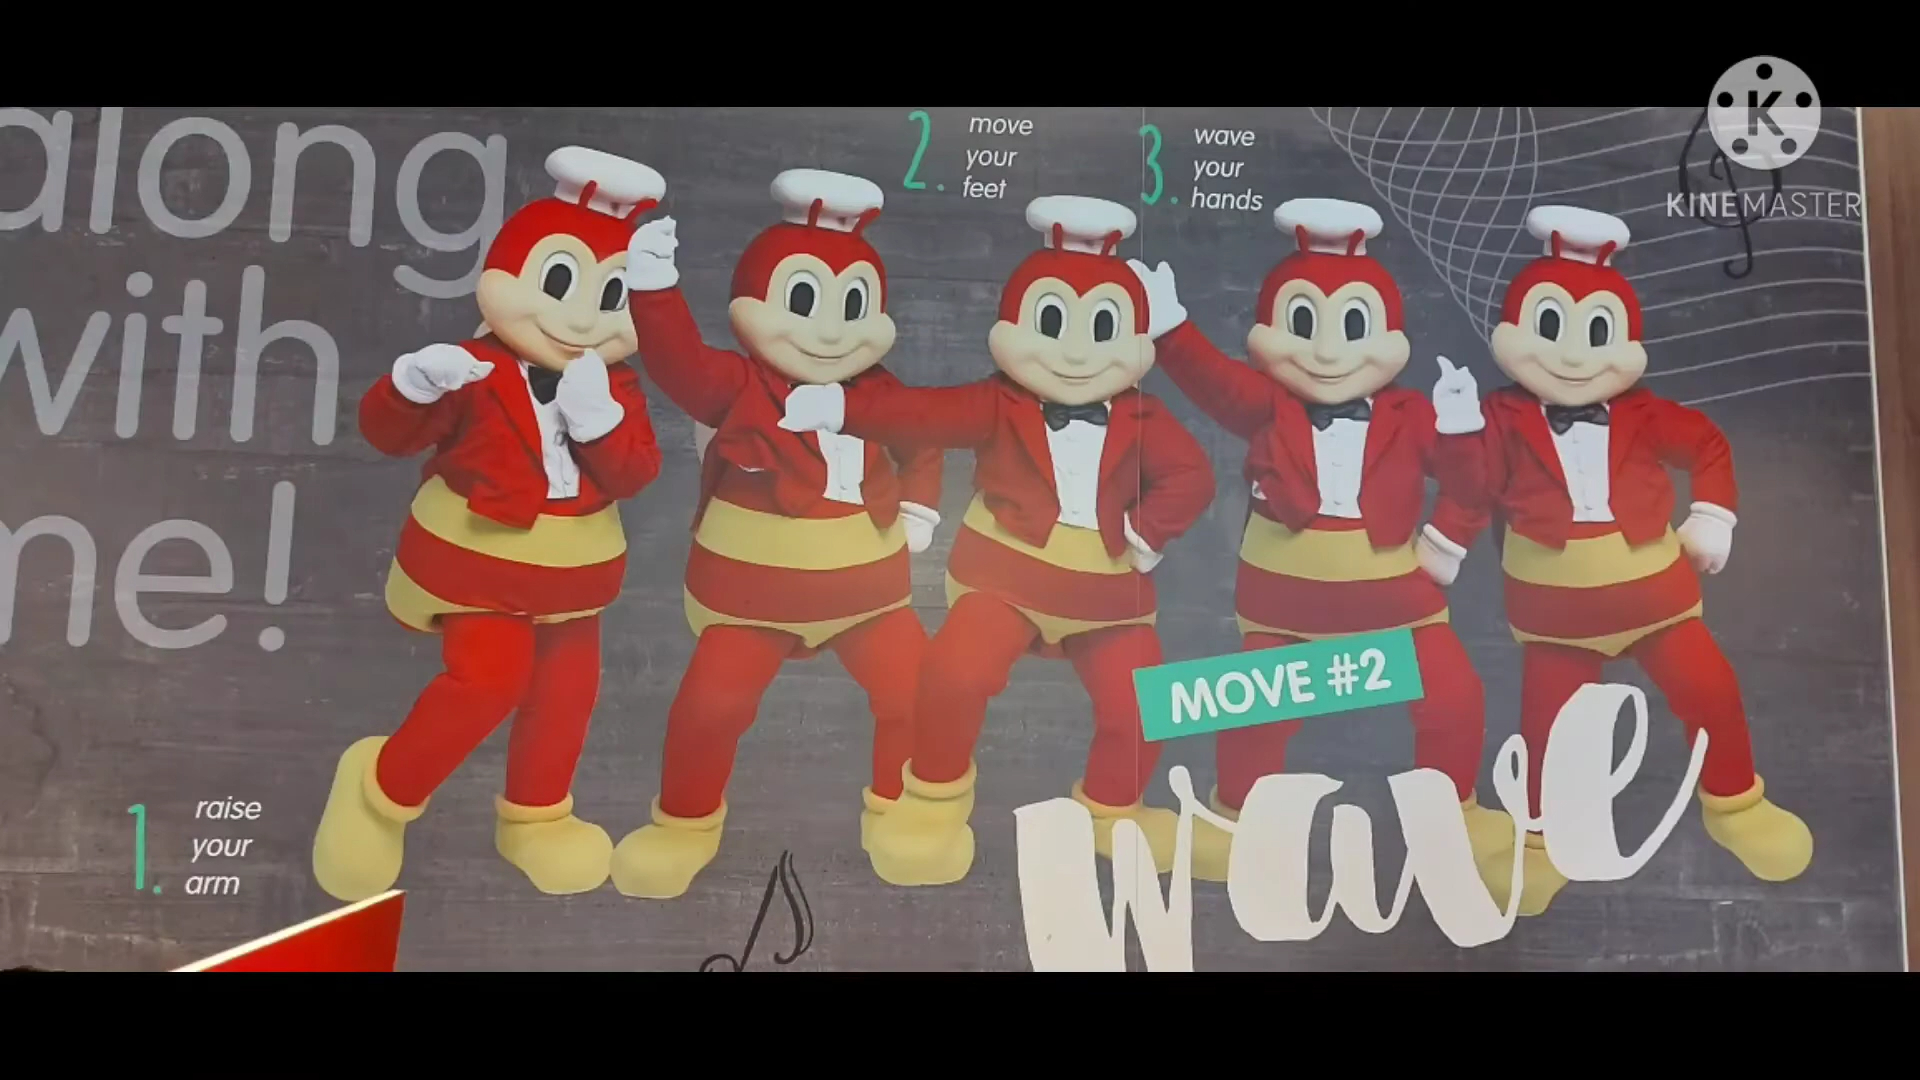 along
with
me!
1. raise
your
arm
2. move
your
feet
3. wave
your
hands
MOVE #2
wave
K
KINEMASTER